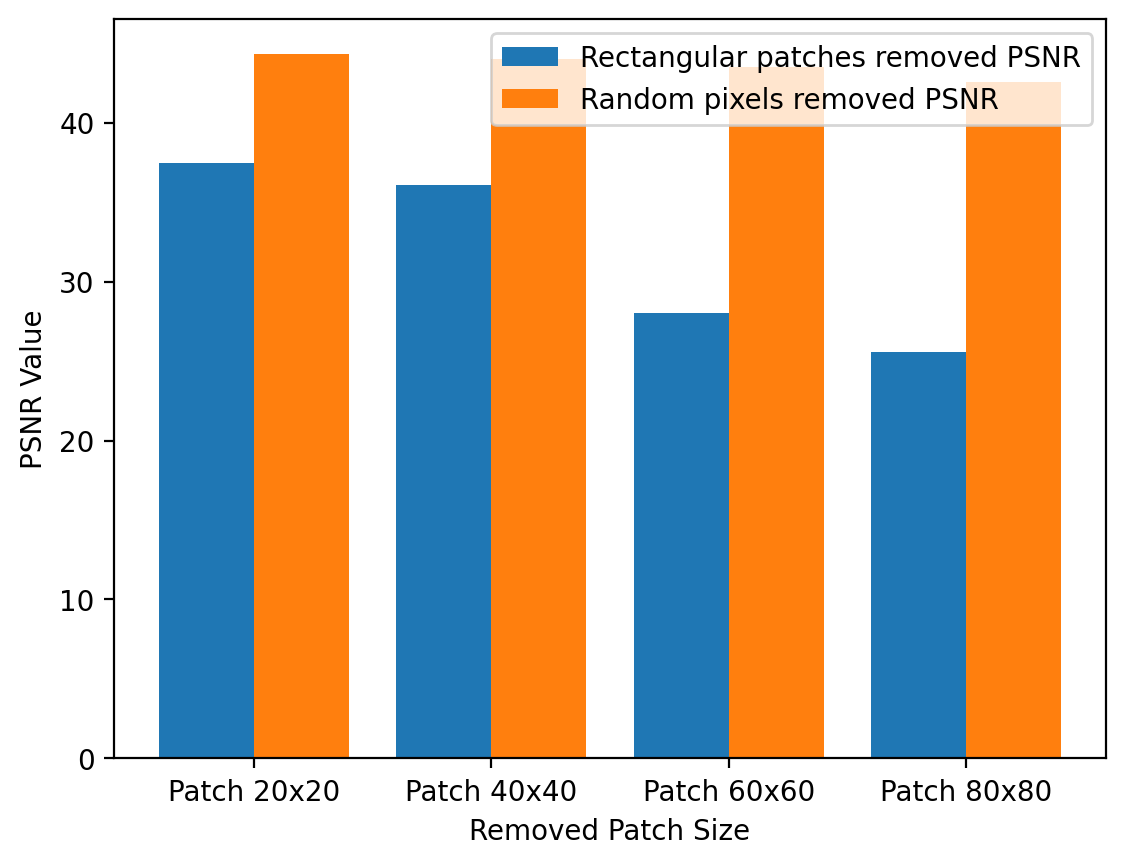 Rectangular patches removed PSNR
Random pixels removed PSNR
PSNR Value
40
30
20
10
0
Patch 20x20
Patch 40x40
Patch 60x60
Patch 80x80
Removed Patch Size